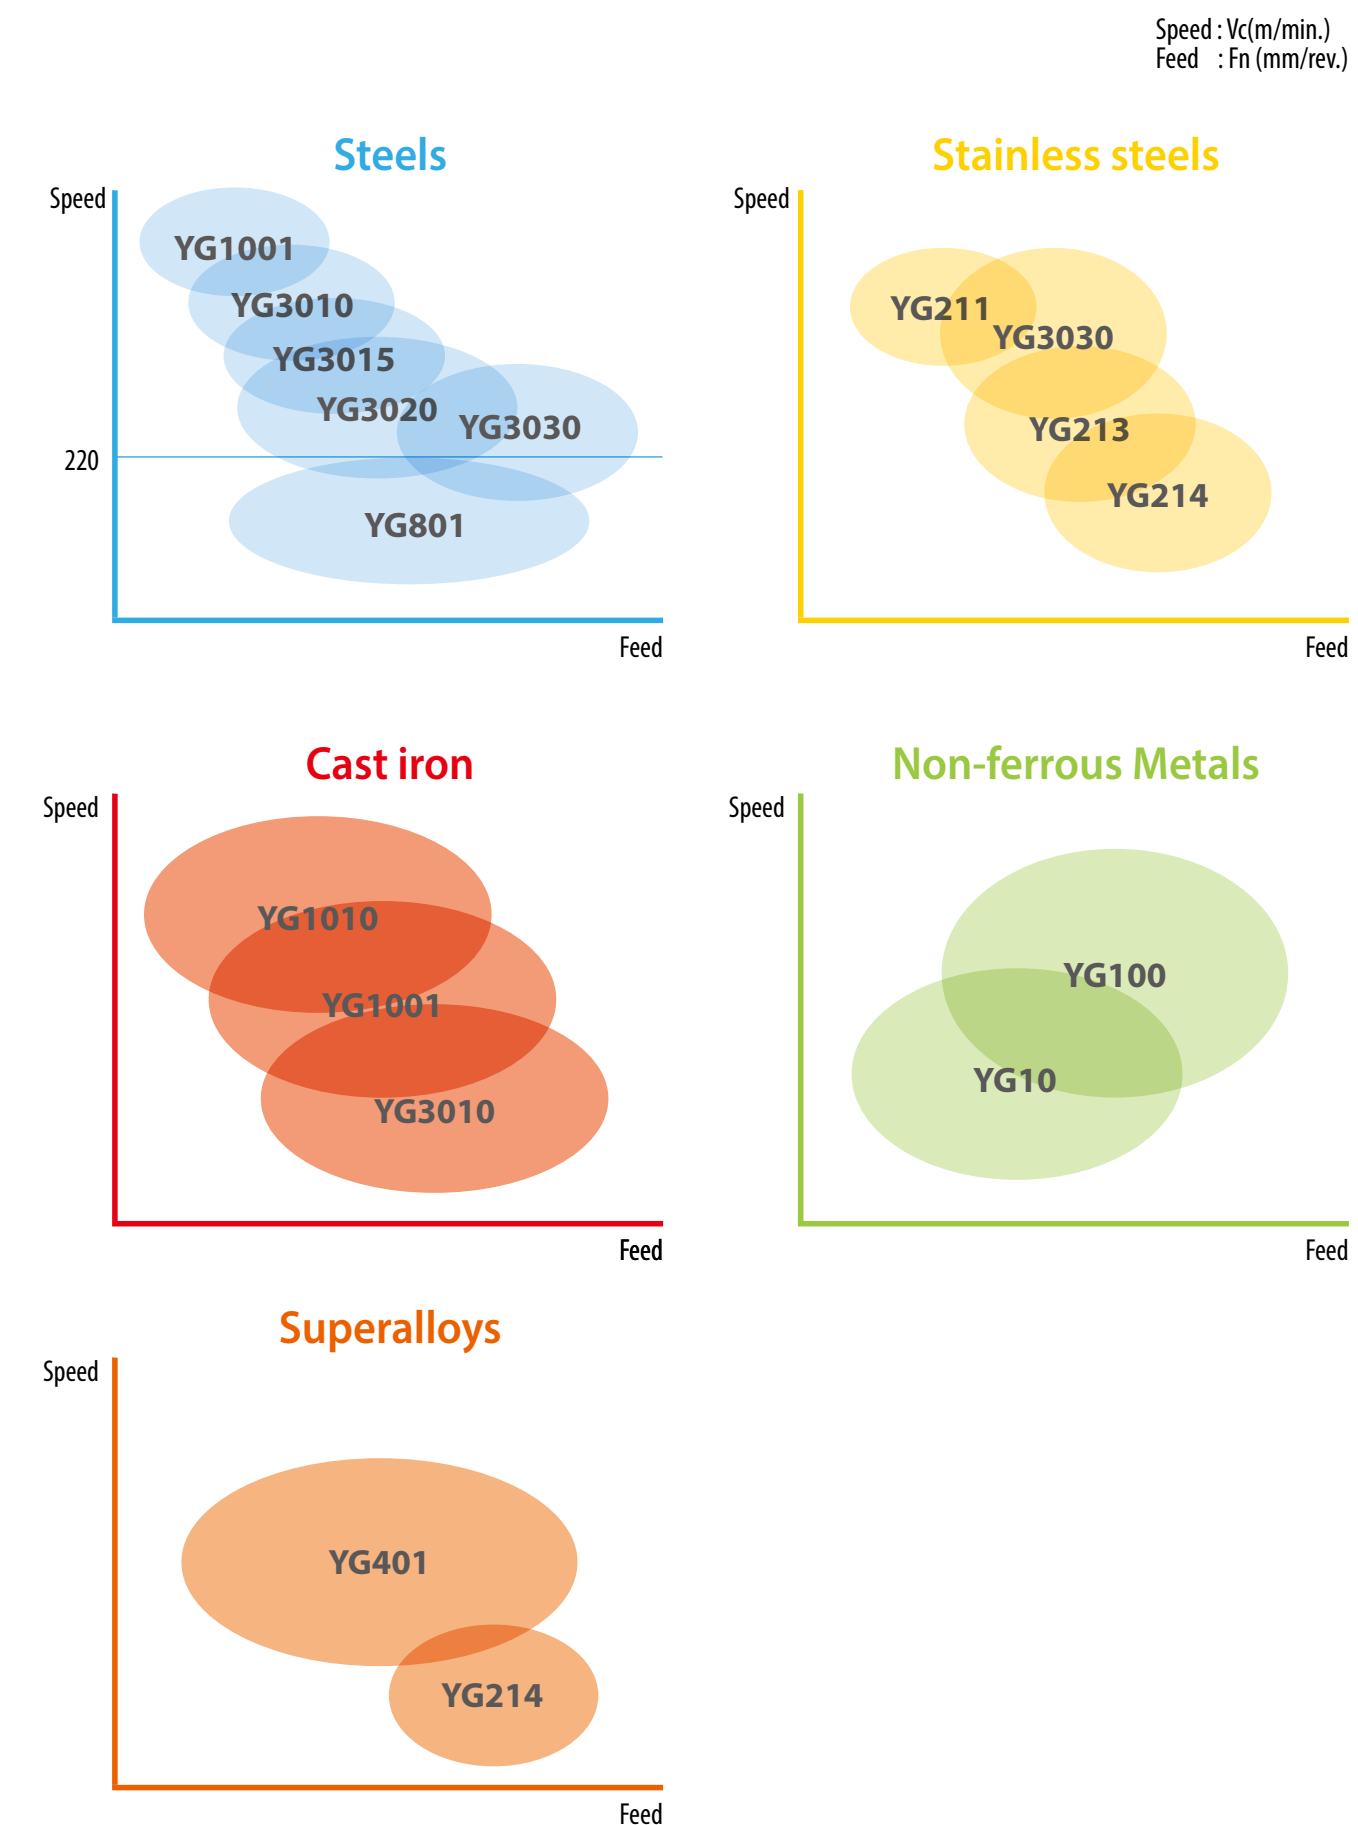 Speed : Vc(m/min.)
Feed : Fn (mm/rev.)
Steels
Speed
YG1001
YG3010
YG3015
YG3020
YG3030
220
YG801
Feed
Stainless steels
Speed
YG211
YG3030
YG213
YG214
Feed
Cast iron
Speed
YG1010
YG1001
YG3010
Feed
Non-ferrous Metals
Speed
YG100
YG10
Feed
Superalloys
Speed
YG401
YG214
Feed